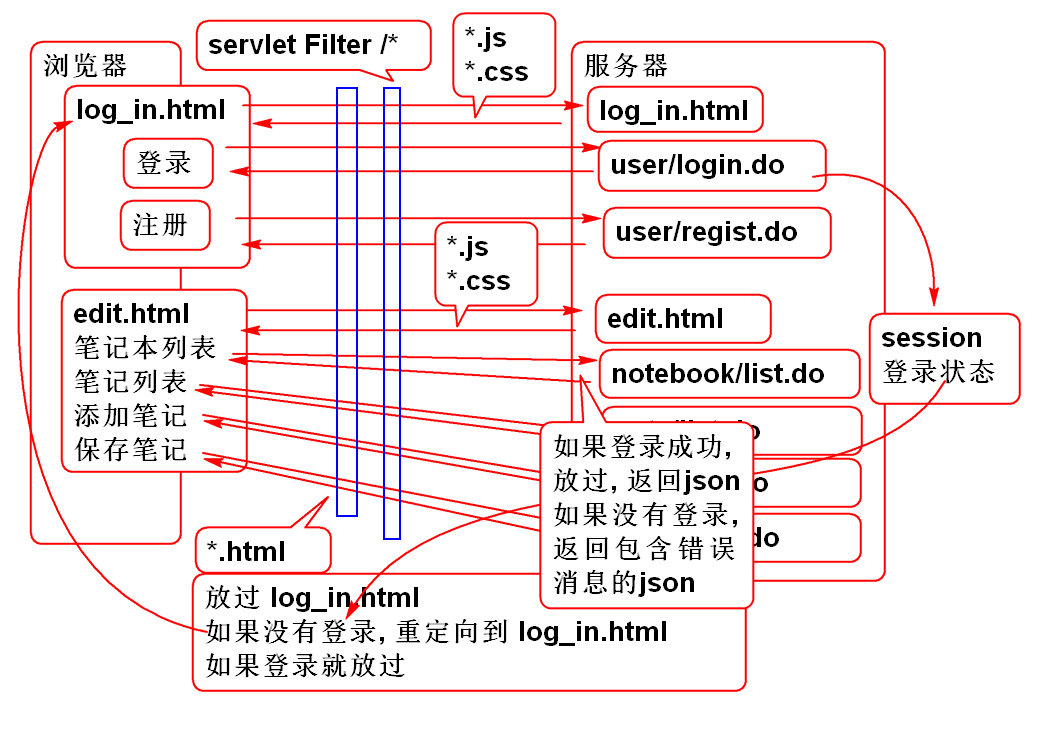 servlet Filter /*
*.js
*.css
浏览器
log_in.html
登录
注册
edit.html
笔记本列表
笔记列表
添加笔记
保存笔记
*.js
*.css
服务器
log_in.html
user/login.do
user/regist.do
edit.html
notebook/list.do
session
登录状态
如果登录成功,
放过, 返回json
如果没有登录,
返回包含错误
消息的json
*.html
放过 log_in.html
如果没有登录, 重定向到 log_in.html
如果登录就放过